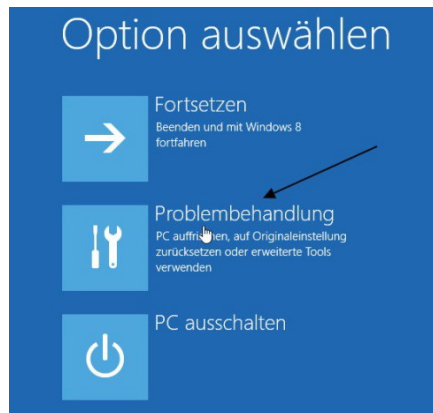 Option auswählen
Fortsetzen
Beenden und mit Windows 8
fortfahren
Problembehandlung
PC auffrischen, auf Originaleinstellung
zurücksetzen oder erweiterte Tools
verwenden
PC ausschalten